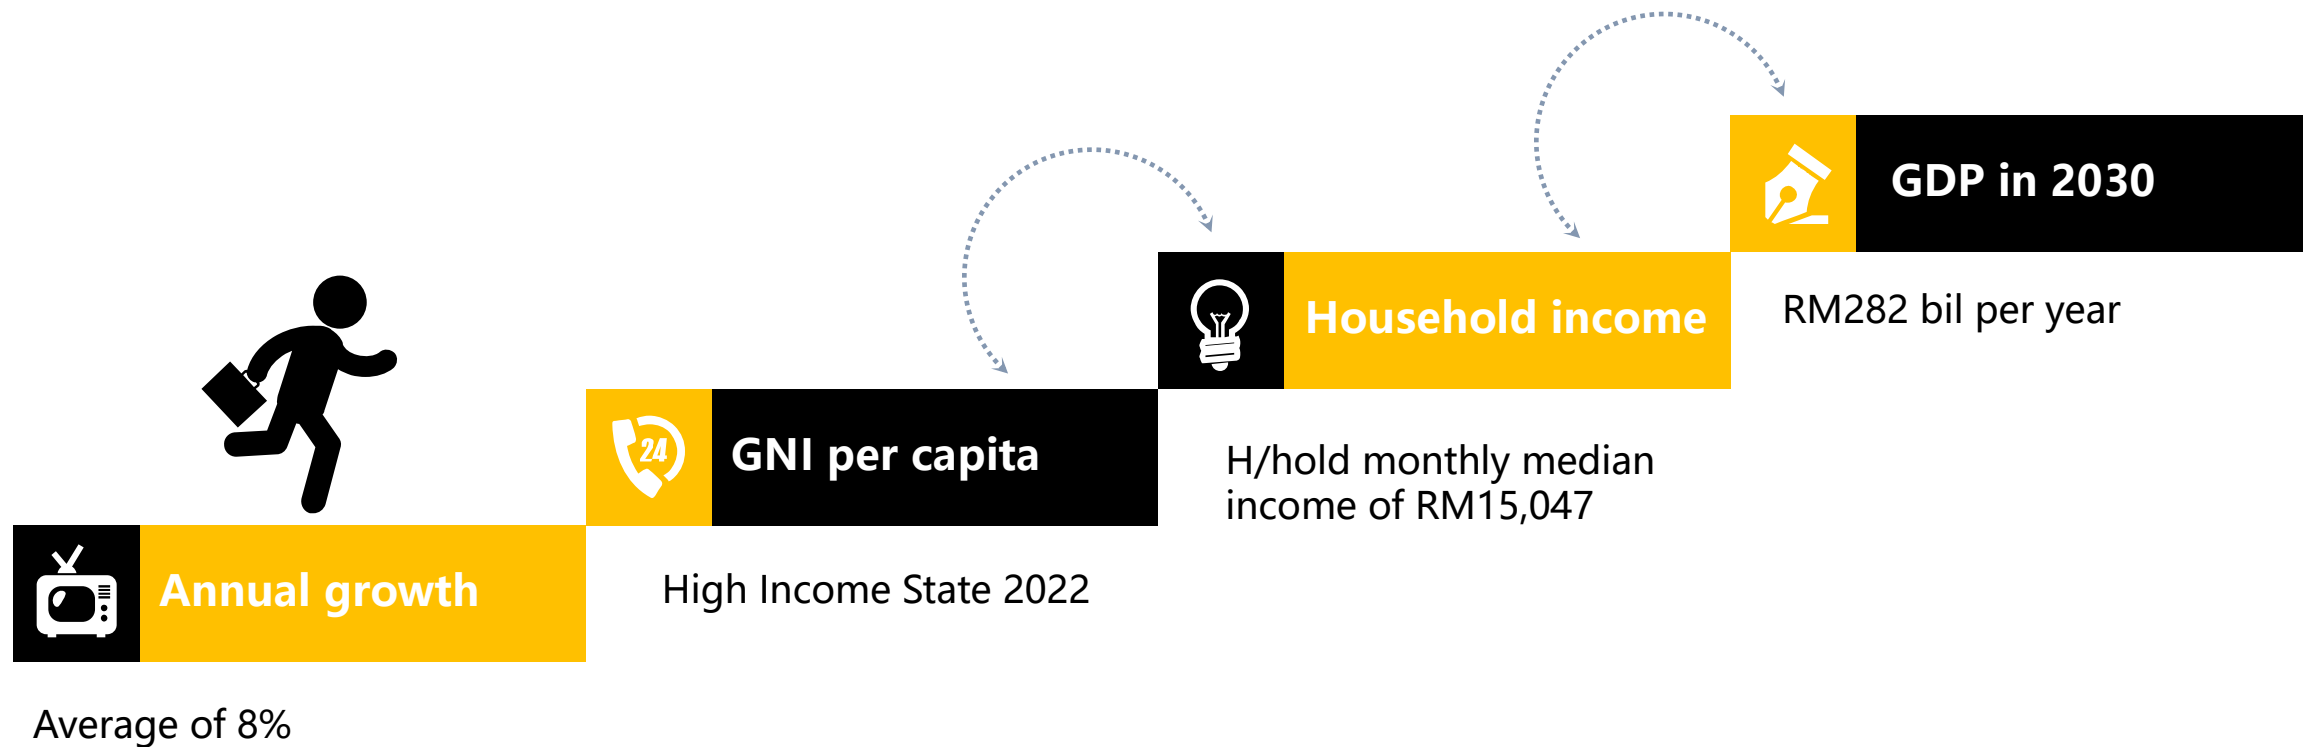 GDP in 2030
RM282 bil per year
Household income
H/hold monthly median
income of RM15,047
24
GNI per capita
High Income State 2022
Annual growth
Average of 8%